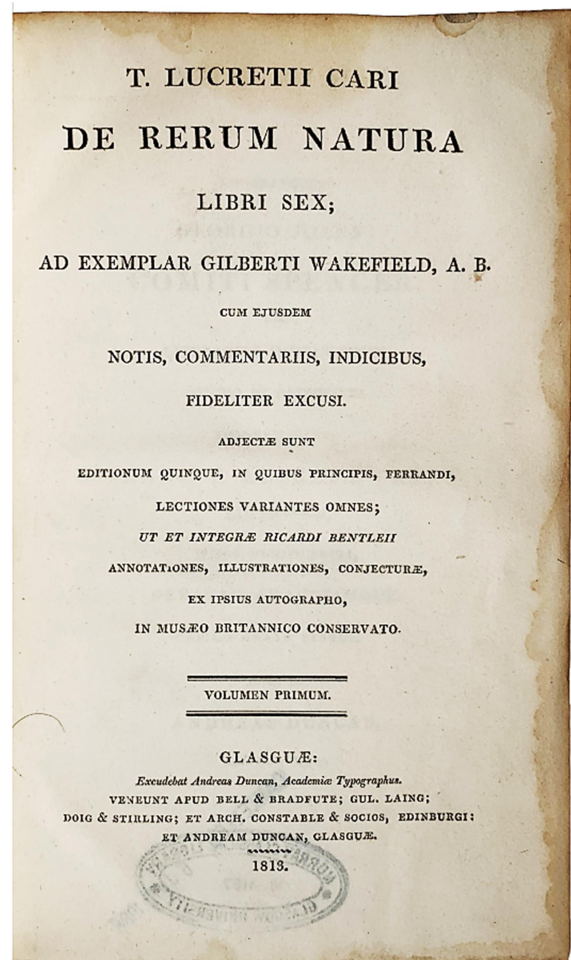 T. LUCRETII CARI
DE RERUM NATURA
LIBRI SEX;
AD EXEMPLAR GILBERTI WAKEFIELD, A. B.
CUM EJUSDEM
NOTIS, COMMENTARIIS, INDICIBUS,
FIDELITER EXCUSI.
ADJECTÆ SUNT
EDITIONUM QUINQUE, IN QUIBUS PRINCIPIS, FERRANDI,
LECTIONES VARIANTES OMNES;
UT ET INTEGRÆ RICARDI BENTLEII
ANNOTATIONES, ILLUSTRATIONES, CONJECTURÆ,
EX IPSIUS AUTOGRAPHO,
IN MUSÆO BRITANNICO CONSERVATO.
VOLUMEN PRIMUM.
GLASGUÆ:
Excudebat Andreas Duncan, Academiæ Typographus.
VENEUNT APUD BELL & BRADFUTE; GUL. LAING;
DOIG & STIRLING; ET ARCH. CONSTABLE & SOCIOS, EDINBURGI:
ET ANDREAM DUNCAN, GLASGUÆ.
1813.
GLASGOW UNIVERSITY